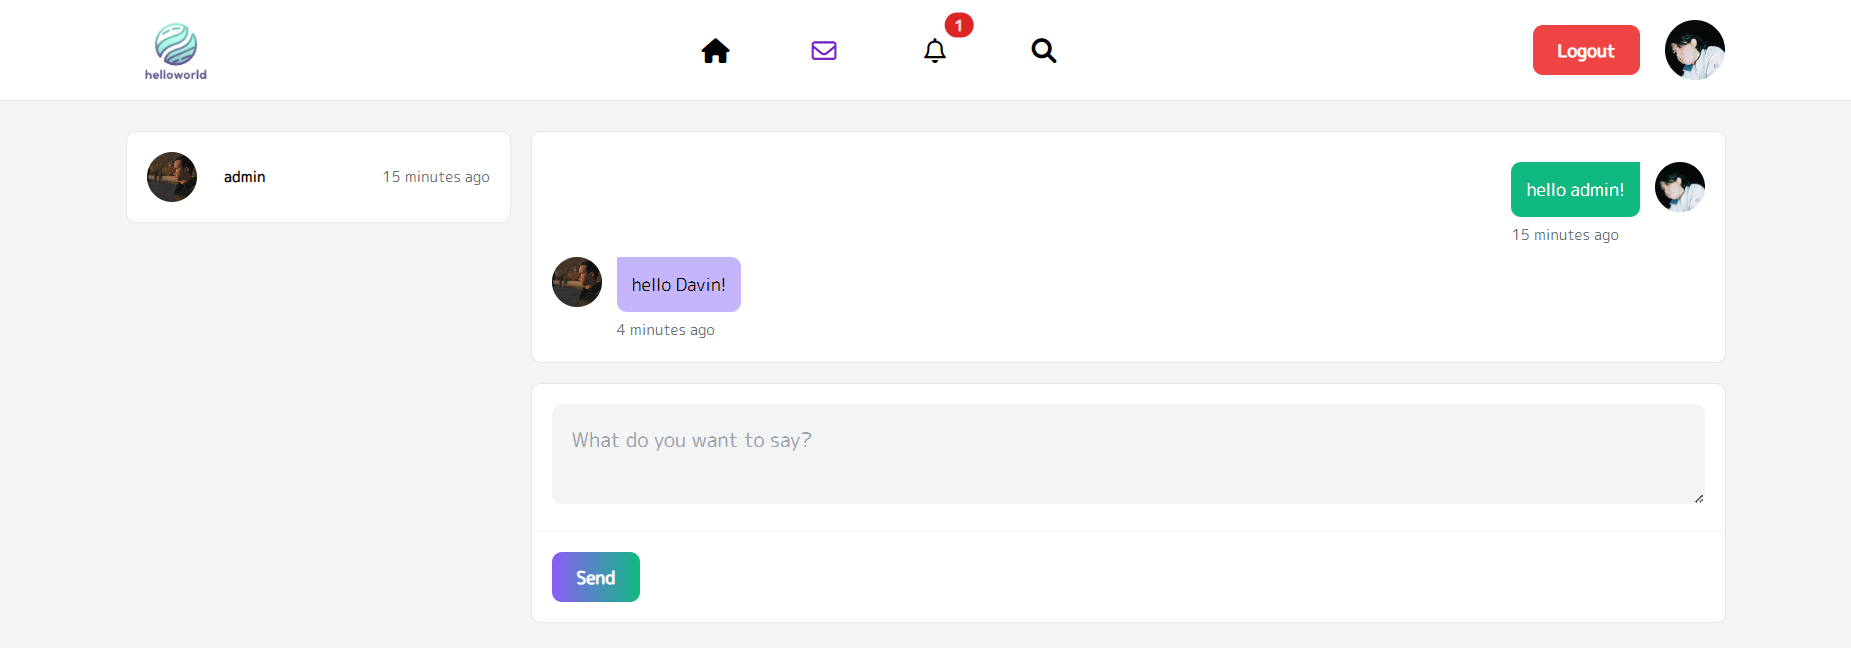 helloworld
1
Logout
admin
15 minutes ago
hello admin!
15 minutes ago
hello Davin!
4 minutes ago
What do you want to say?
Send